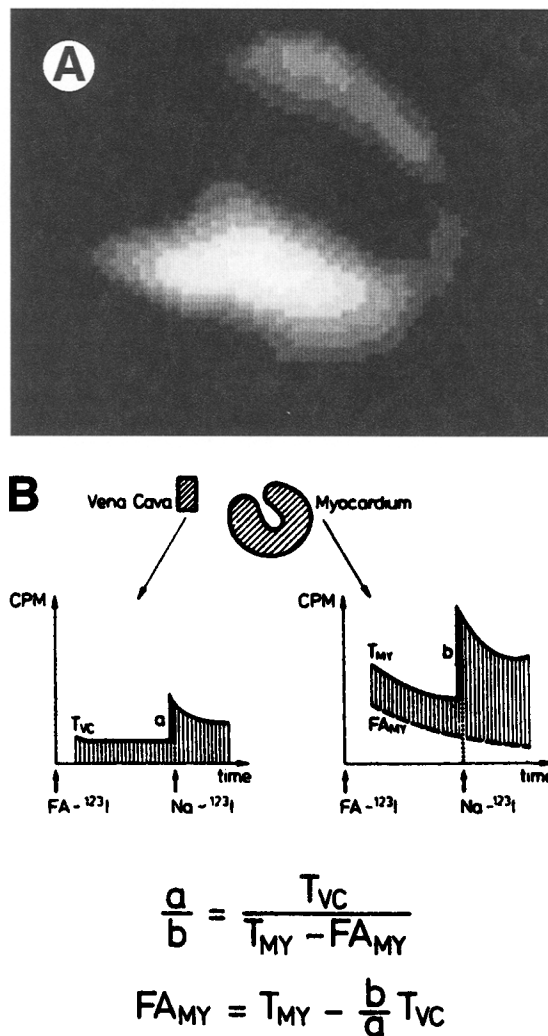 A
B
Vena Cava
Myocardium
CPM
CPM
T_VC
a
T_MY
b
FA_MY
time
time
FA-¹²³I
Na-¹²³I
FA-¹²³I
Na-¹²³I
a/b = T_VC/(T_MY - FA_MY)
FA_MY = T_MY - b/a T_VC